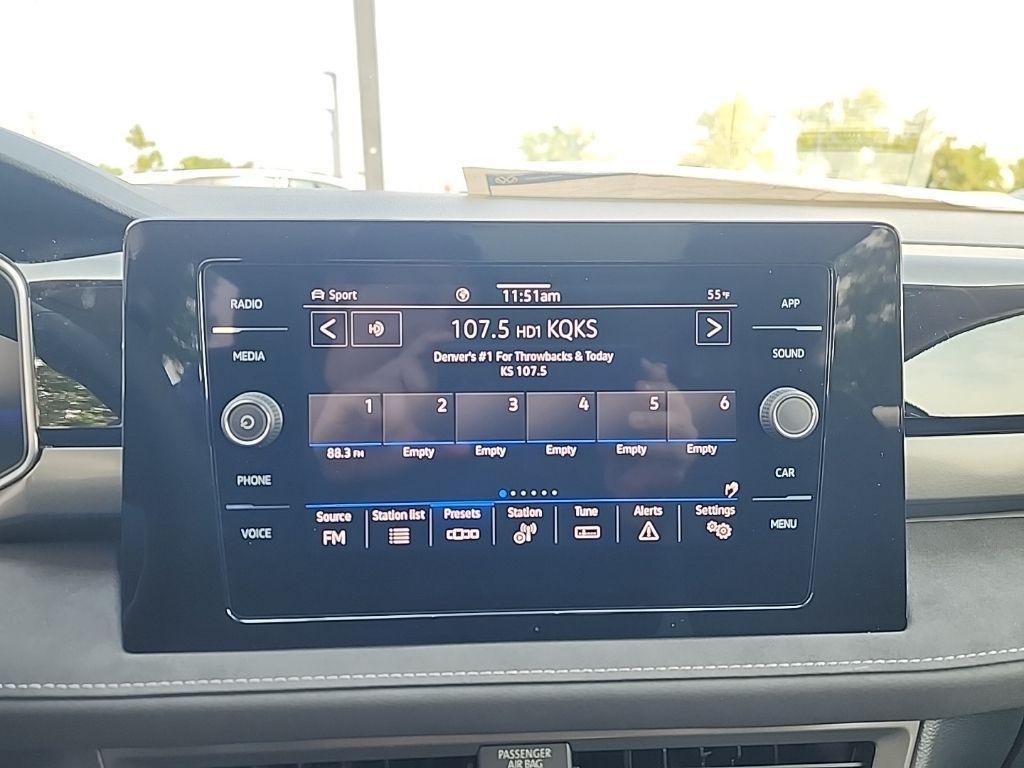 Sport 11:51am 55°F
RADIO APP
107.5 HD1 KQKS
MEDIA SOUND
Denver's #1 For Throwbacks & Today
KS 107.5
1 2 3 4 5 6
88.3 FM Empty Empty Empty Empty Empty
PHONE CAR
Source Station list Presets Station Tune Alerts Settings
FM
VOICE MENU
PASSENGER
AIR BAG